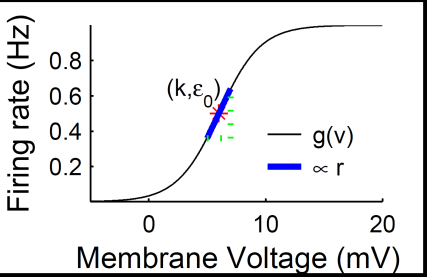 Firing rate (Hz)
0.8
0.6
0.4
0.2
(k,ε₀)
g(v)
∝ r
0 10 20
Membrane Voltage (mV)